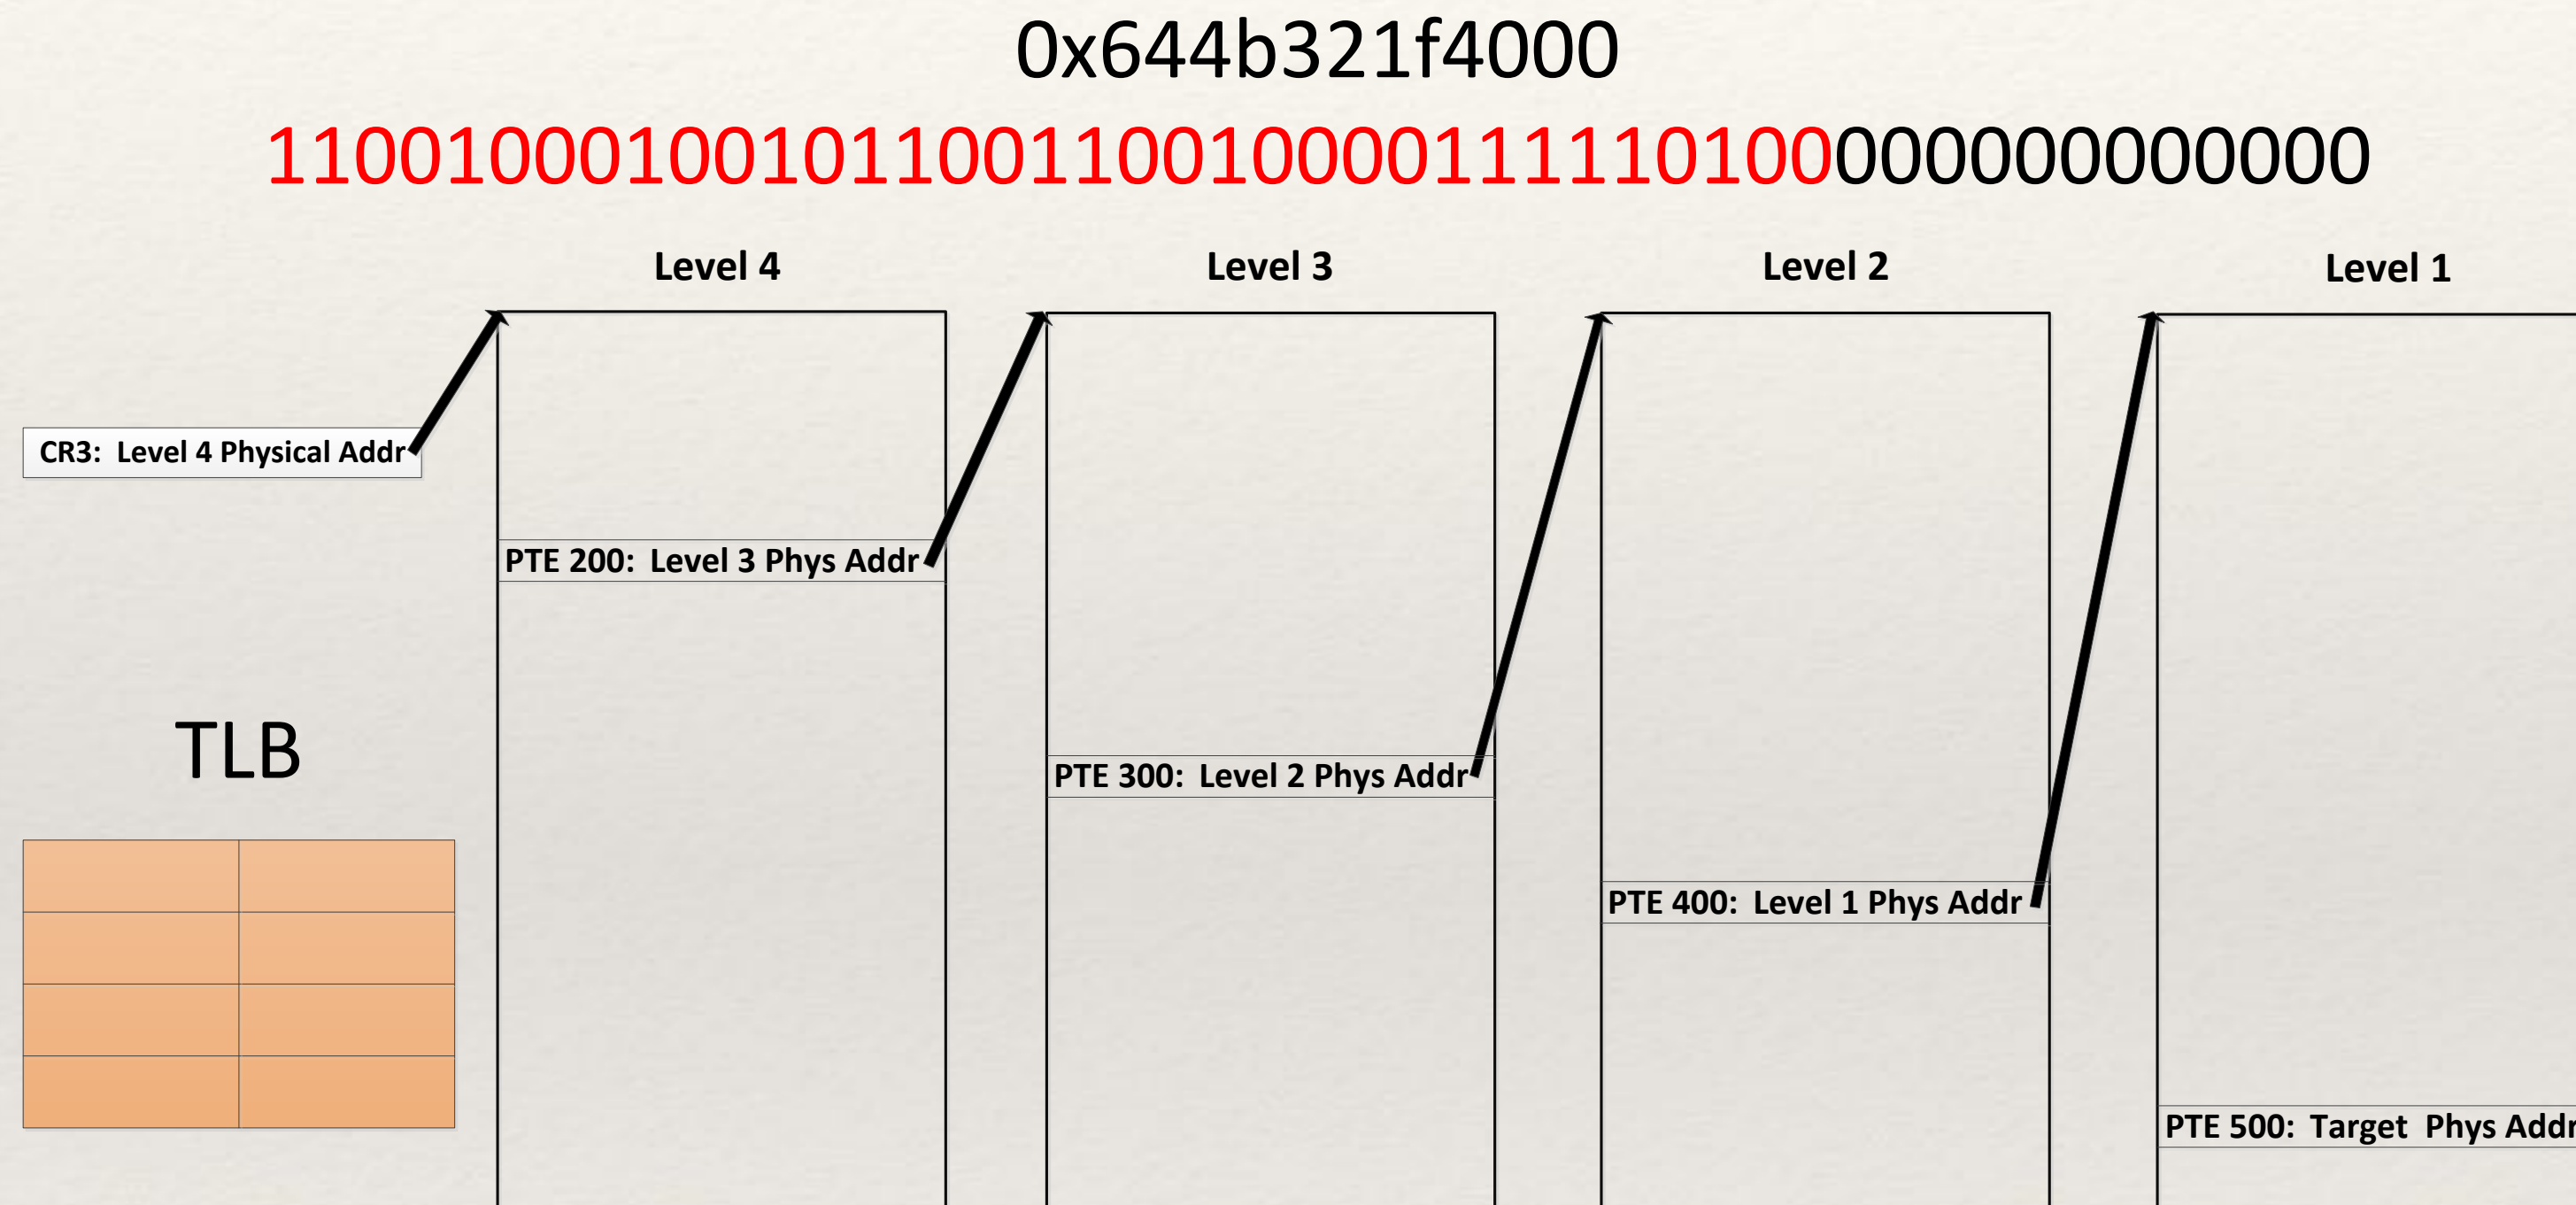 0x644b321f4000
11001000100101100110010000111110100000000000000
Level 4
Level 3
Level 2
Level 1
CR3: Level 4 Physical Addr
PTE 200: Level 3 Phys Addr
TLB
PTE 300: Level 2 Phys Addr
PTE 400: Level 1 Phys Addr
PTE 500: Target Phys Addr